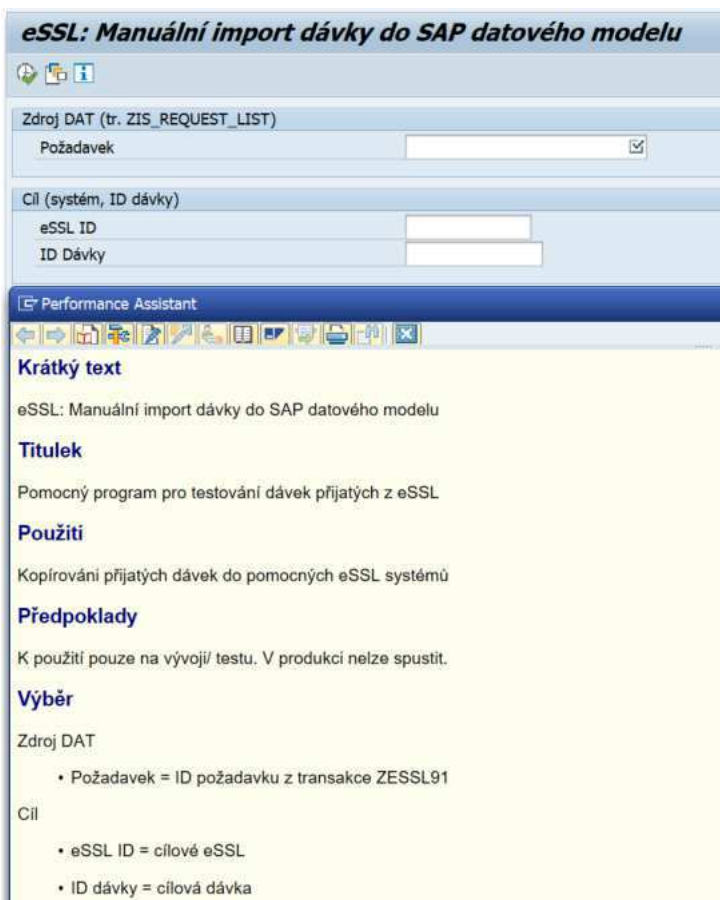 eSSL: Manuální import dávky do SAP datového modelu
Zdroj DAT (tr. ZIS_REQUEST_LIST)
Požadavek
Cíl (systém, ID dávky)
eSSL ID
ID Dávky
Performance Assistant
Krátký text
eSSL: Manuální import dávky do SAP datového modelu
Titulek
Pomocný program pro testování dávek přijatých z eSSL
Použití
Kopírování přijatých dávek do pomocných eSSL systémů
Předpoklady
K použití pouze na vývoji/ testu. V produkci nelze spustit.
Výběr
Zdroj DAT
• Požadavek = ID požadavku z transakce ZESSL91
Cíl
• eSSL ID = cílové eSSL
• ID dávky = cílová dávka